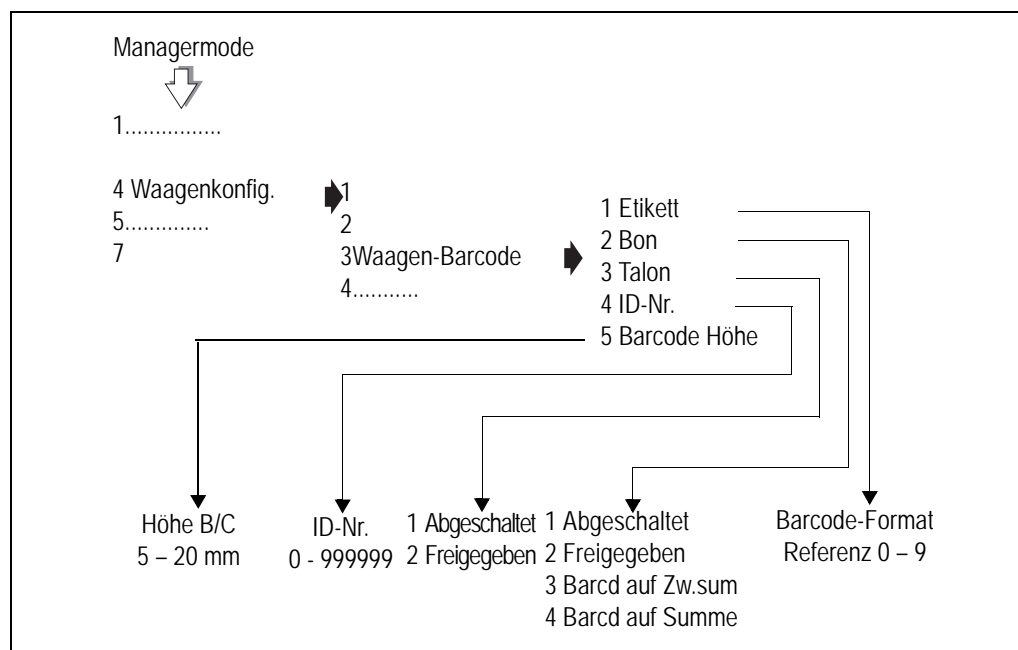 Managermode
1................
4 Waagenkonfig.
5..............
7
1
2
3Waagen-Barcode
4...........
1 Etikett
2 Bon
3 Talon
4 ID-Nr.
5 Barcode Höhe
Höhe B/C
5 – 20 mm
ID-Nr.
0 - 999999
1 Abgeschaltet
2 Freigegeben
1 Abgeschaltet
2 Freigegeben
3 Barcd auf Zw.sum
4 Barcd auf Summe
Barcode-Format
Referenz 0 – 9